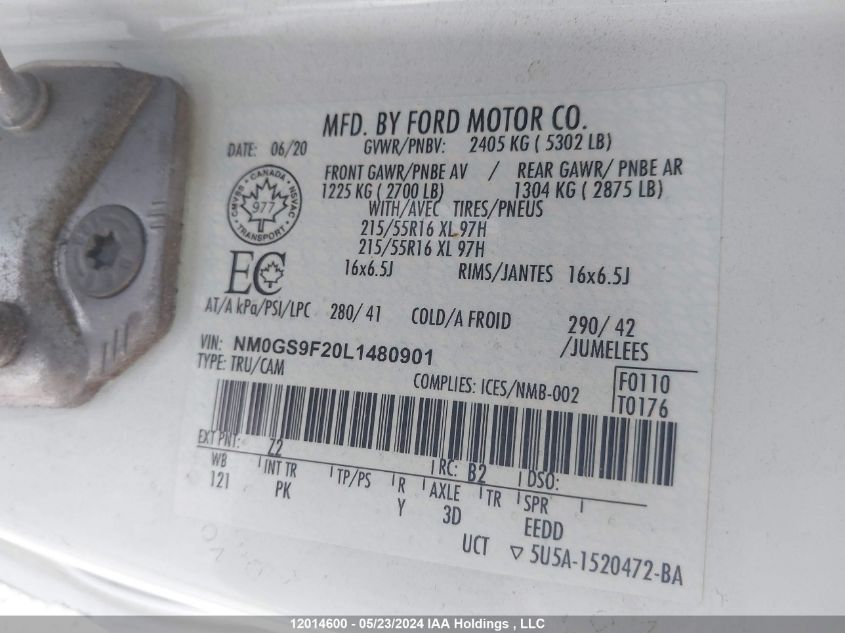 MFD. BY FORD MOTOR CO.
DATE: 06/20 GVWR/PNBV: 2405 KG ( 5302 LB)
FRONT GAWR/PNBE AV / REAR GAWR/ PNBE AR
1225 KG ( 2700 LB) 1304 KG ( 2875 LB)
WITH/AVEC TIRES/PNEUS
215/55R16 XL 97H
215/55R16 XL 97H
16x6.5J RIMS/JANTES 16x6.5J
CANADA
CMVSS 977 NSVAC
TRANSPORT
EC
AT/A kPa/PSI/LPC 280/ 41 COLD/A FROID 290/ 42
VIN: NM0GS9F20L1480901 /JUMELEES
TYPE: TRU/CAM COMPLIES: ICES/NMB-002 F0110
T0176
EXT PNT: Z2 RC: B2 DSO:
WB INT TR TP/PS R AXLE TR SPR
121 PK Y 3D EEDD
UCT ▽ 5U5A-1520472-BA
12014600 - 05/23/2024 IAA Holdings , LLC